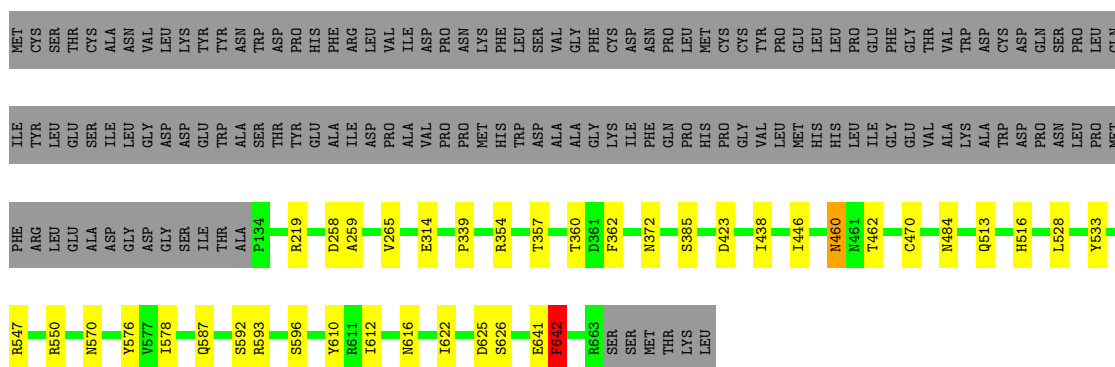 MET CYS SER THR CYS ALA ASN VAL LEU LYS TYR TYR ASN TRP ASP PRO HIS PHE ARG LEU VAL ILE ASP PRO ASN LYS PHE LEU SER VAL GLY PHE CYS ASP ASN PRO LEU MET CYS CYS TYR PRO GLU LEU LEU PRO GLU PHE GLY THR VAL TRP ASP CYS ASP GLN SER PRO LEU GLN
ILE TYR LEU GLU SER ILE LEU GLY ASP ASP GLU TRP ALA SER THR TYR GLU ALA ILE ASP PRO ALA VAL PRO PRO MET HIS TRP ASP ALA ALA GLY LYS ILE PHE GLN PRO HIS PRO GLY VAL LEU MET HIS HIS LEU ILE GLY GLU VAL ALA LYS ALA TRP ASP PRO ASN LEU PRO MET
PHE ARG LEU GLU ALA ASP GLY ASP GLY SER ILE THR ALA P134 R219 D258 A259 V265 E314 P339 R354 T357 T360 D361 F362 N372 S385 D423 I438 I446 N460 N461 T462 C470 N484 Q513 H516 L528 Y533
R547 R550 N570 Y576 V577 I578 Q587 S592 R593 S596 Y610 R611 I612 N616 I622 D625 S626 E641 F642 R663 SER SER MET THR LYS LEU